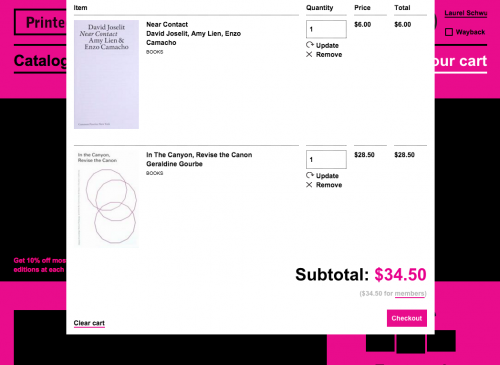 Item Quantity Price Total
Printe
Laurel Schwu
Wayback
Catalog
our cart
David Joselit
Near Contact
Amy Lien &
Enzo Camacho
Near Contact
David Joselit, Amy Lien, Enzo
Camacho
BOOKS
1
Update
Remove
$6.00 $6.00
In the Canyon,
Revise the Canon
In The Canyon, Revise the Canon
Geraldine Gourbe
BOOKS
1
Update
Remove
$28.50 $28.50
Get 10% off mos
editions at each
Subtotal: $34.50
($34.50 for members)
Clear cart
Checkout